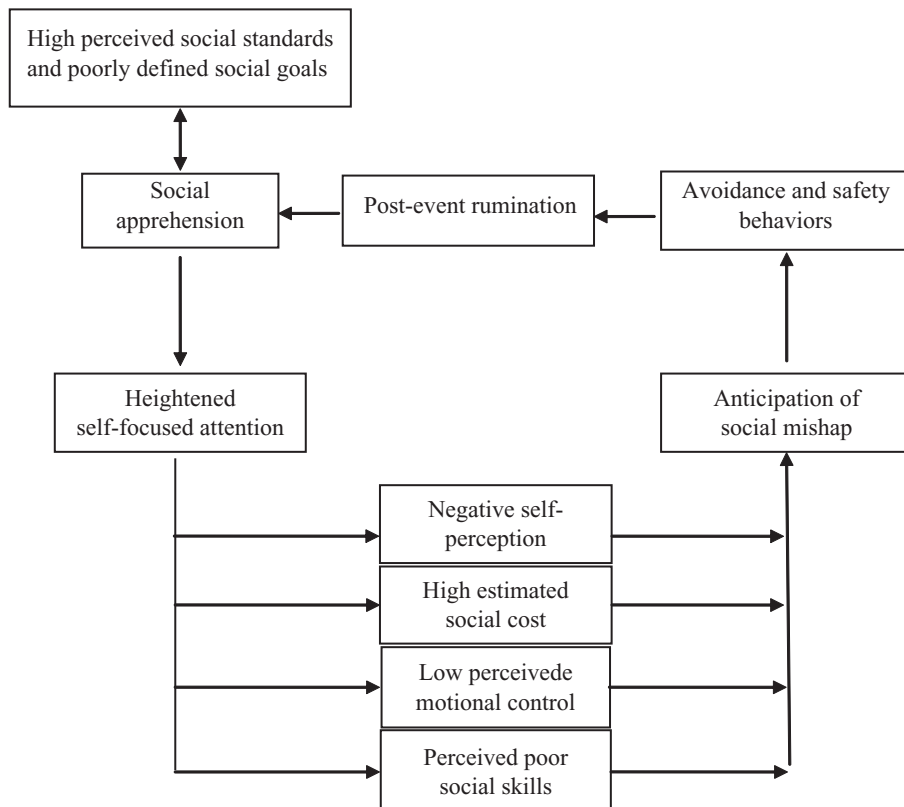 High perceived social standards
and poorly defined social goals
Social
apprehension
Post-event rumination
Avoidance and safety
behaviors
Heightened
self-focused attention
Anticipation of
social mishap
Negative self-
perception
High estimated
social cost
Low perceivede
motional control
Perceived poor
social skills